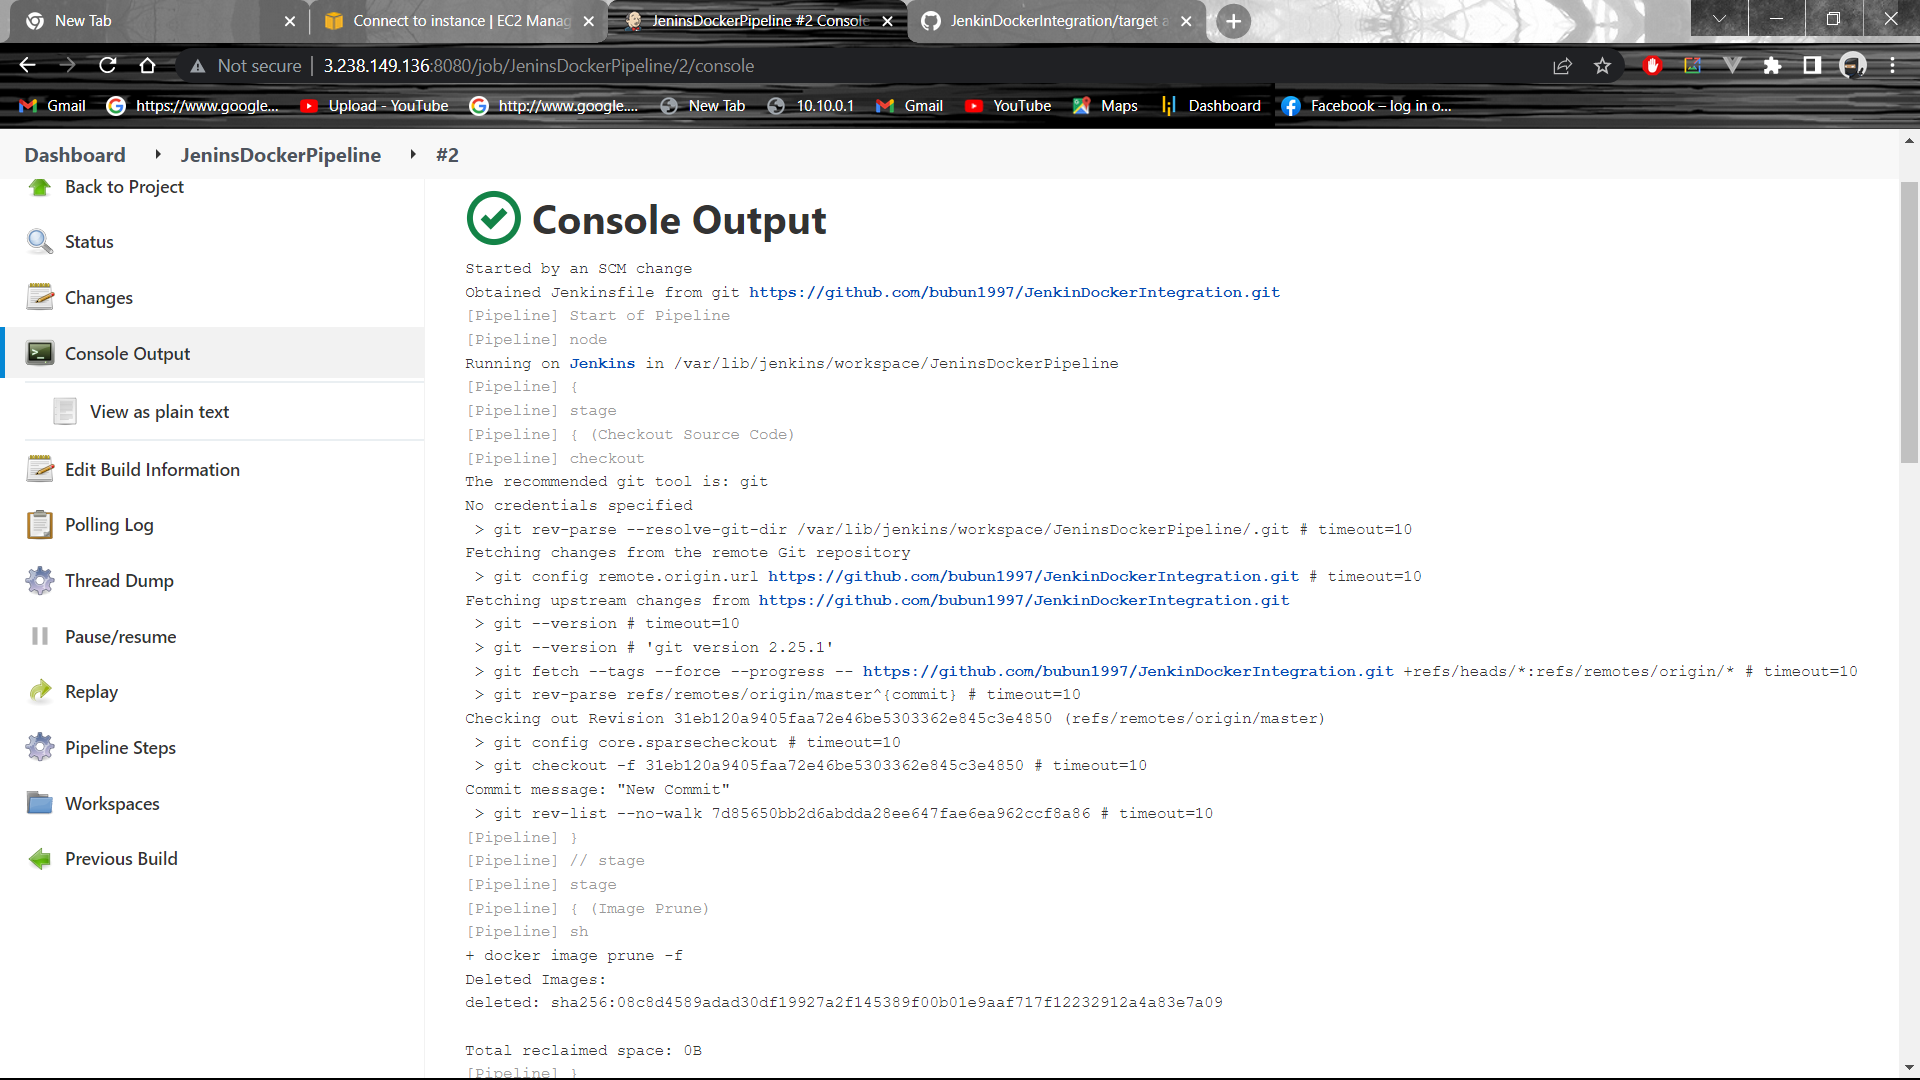 New Tab
Connect to instance | EC2 Manag
JeninsDockerPipeline #2 Console
JenkinDockerIntegration/target a
Not secure
3.238.149.136:8080/job/JeninsDockerPipeline/2/console
Gmail
https://www.google...
Upload - YouTube
http://www.google....
New Tab
10.10.0.1
Gmail
YouTube
Maps
Dashboard
Facebook – log in o...
Dashboard
JeninsDockerPipeline
#2
Back to Project
Status
Changes
Console Output
View as plain text
Edit Build Information
Polling Log
Thread Dump
Pause/resume
Replay
Pipeline Steps
Workspaces
Previous Build
Console Output
Started by an SCM change
Obtained Jenkinsfile from git https://github.com/bubun1997/JenkinDockerIntegration.git
[Pipeline] Start of Pipeline
[Pipeline] node
Running on Jenkins in /var/lib/jenkins/workspace/JeninsDockerPipeline
[Pipeline] {
[Pipeline] stage
[Pipeline] { (Checkout Source Code)
[Pipeline] checkout
The recommended git tool is: git
No credentials specified
> git rev-parse --resolve-git-dir /var/lib/jenkins/workspace/JeninsDockerPipeline/.git # timeout=10
Fetching changes from the remote Git repository
> git config remote.origin.url https://github.com/bubun1997/JenkinDockerIntegration.git # timeout=10
Fetching upstream changes from https://github.com/bubun1997/JenkinDockerIntegration.git
> git --version # timeout=10
> git --version # 'git version 2.25.1'
> git fetch --tags --force --progress -- https://github.com/bubun1997/JenkinDockerIntegration.git +refs/heads/*:refs/remotes/origin/* # timeout=10
> git rev-parse refs/remotes/origin/master^{commit} # timeout=10
Checking out Revision 31eb120a9405faa72e46be5303362e845c3e4850 (refs/remotes/origin/master)
> git config core.sparsecheckout # timeout=10
> git checkout -f 31eb120a9405faa72e46be5303362e845c3e4850 # timeout=10
Commit message: "New Commit"
> git rev-list --no-walk 7d85650bb2d6abdda28ee647fae6ea962ccf8a86 # timeout=10
[Pipeline] }
[Pipeline] // stage
[Pipeline] stage
[Pipeline] { (Image Prune)
[Pipeline] sh
+ docker image prune -f
Deleted Images:
deleted: sha256:08c8d4589adad30df19927a2f145389f00b01e9aaf717f12232912a4a83e7a09
Total reclaimed space: 0B
[Pipeline] }